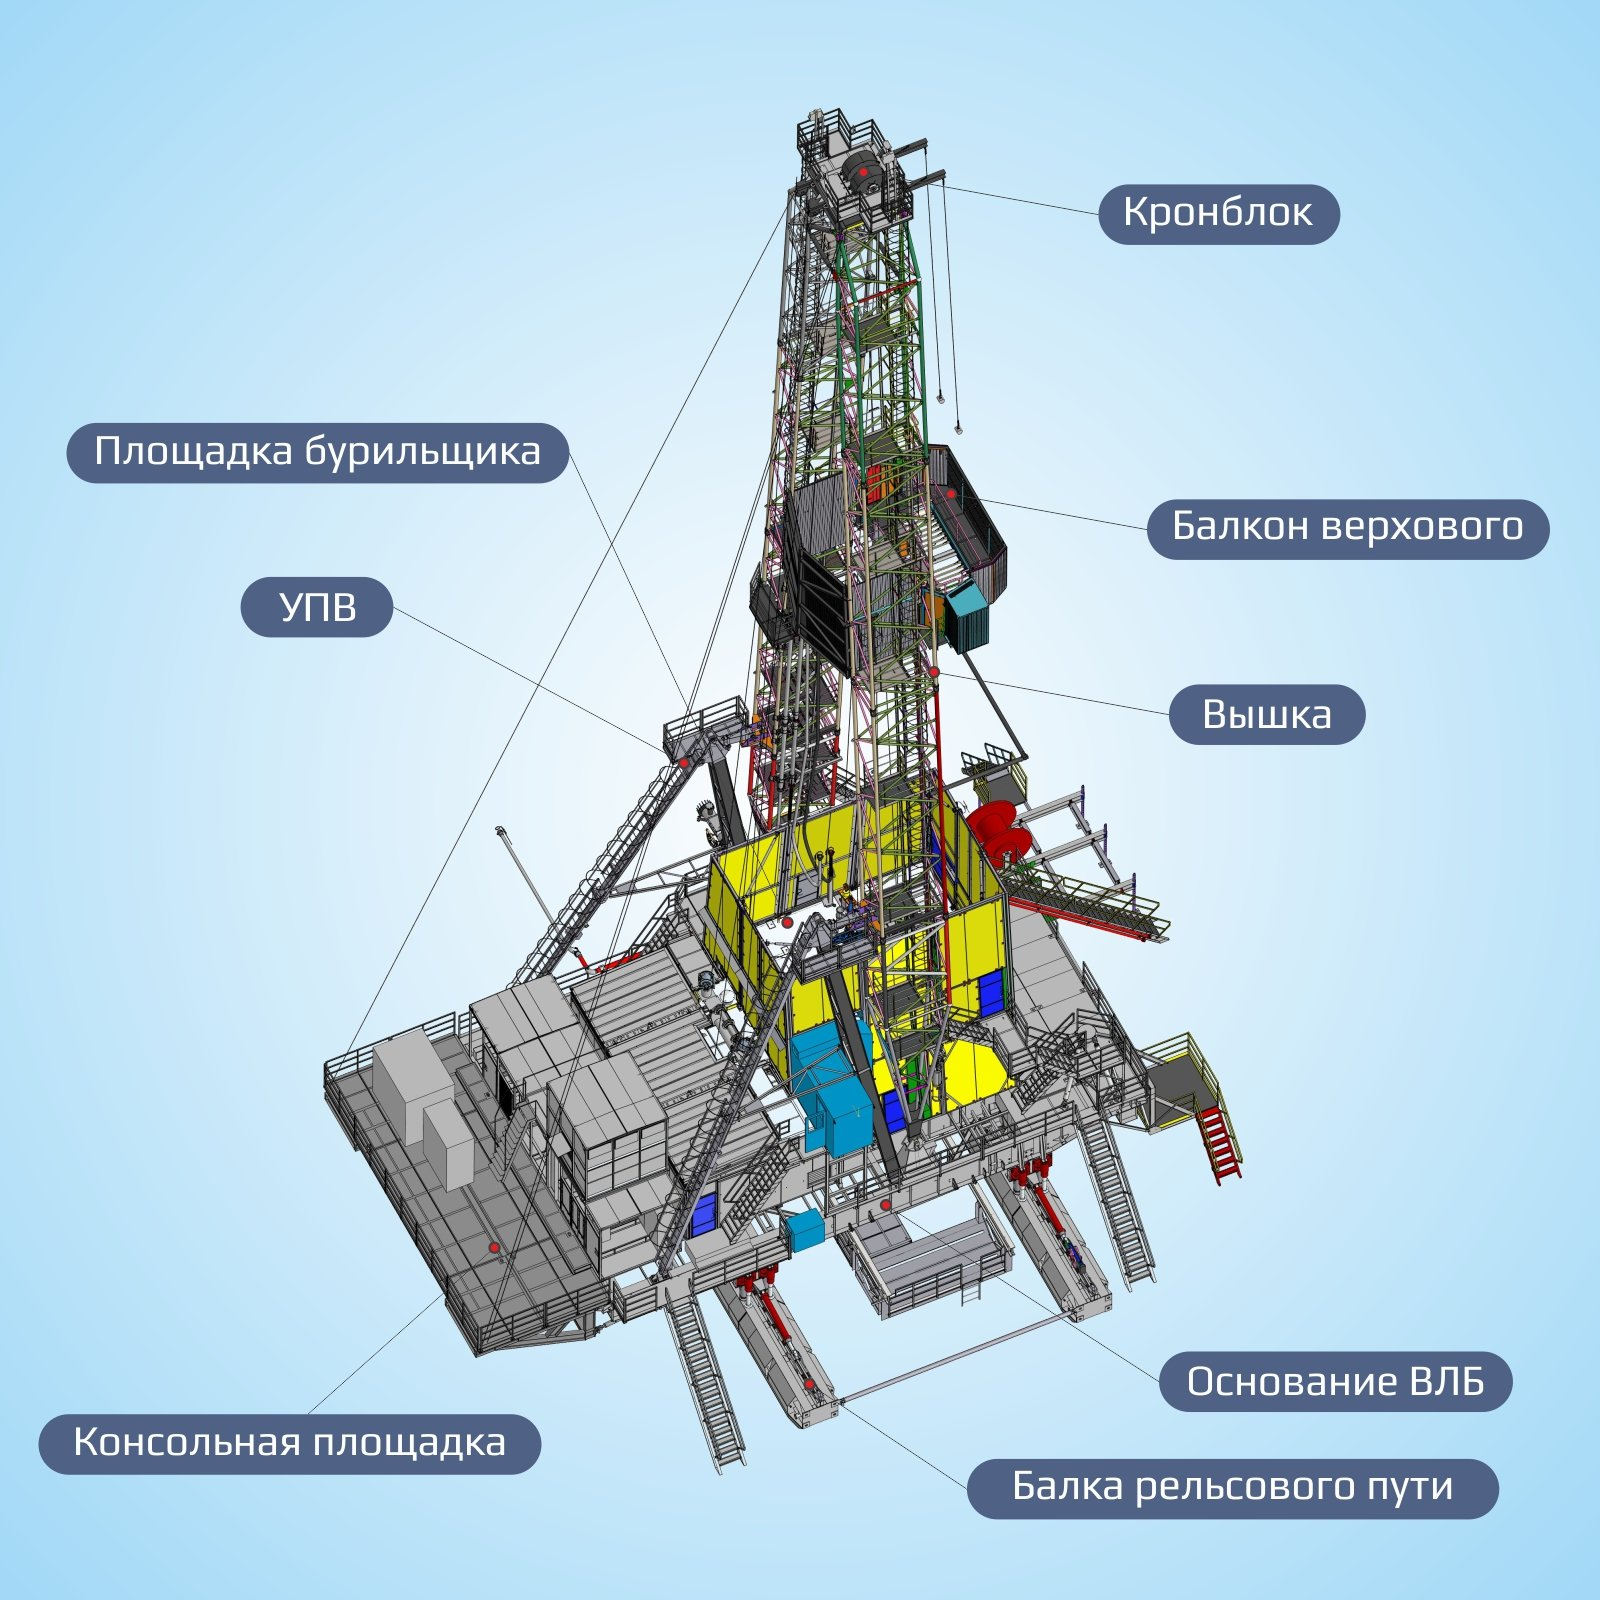 Кронблок
Площадка бурильщика
Балкон верхового
УПВ
Вышка
Основание ВЛБ
Консольная площадка
Балка рельсового пути